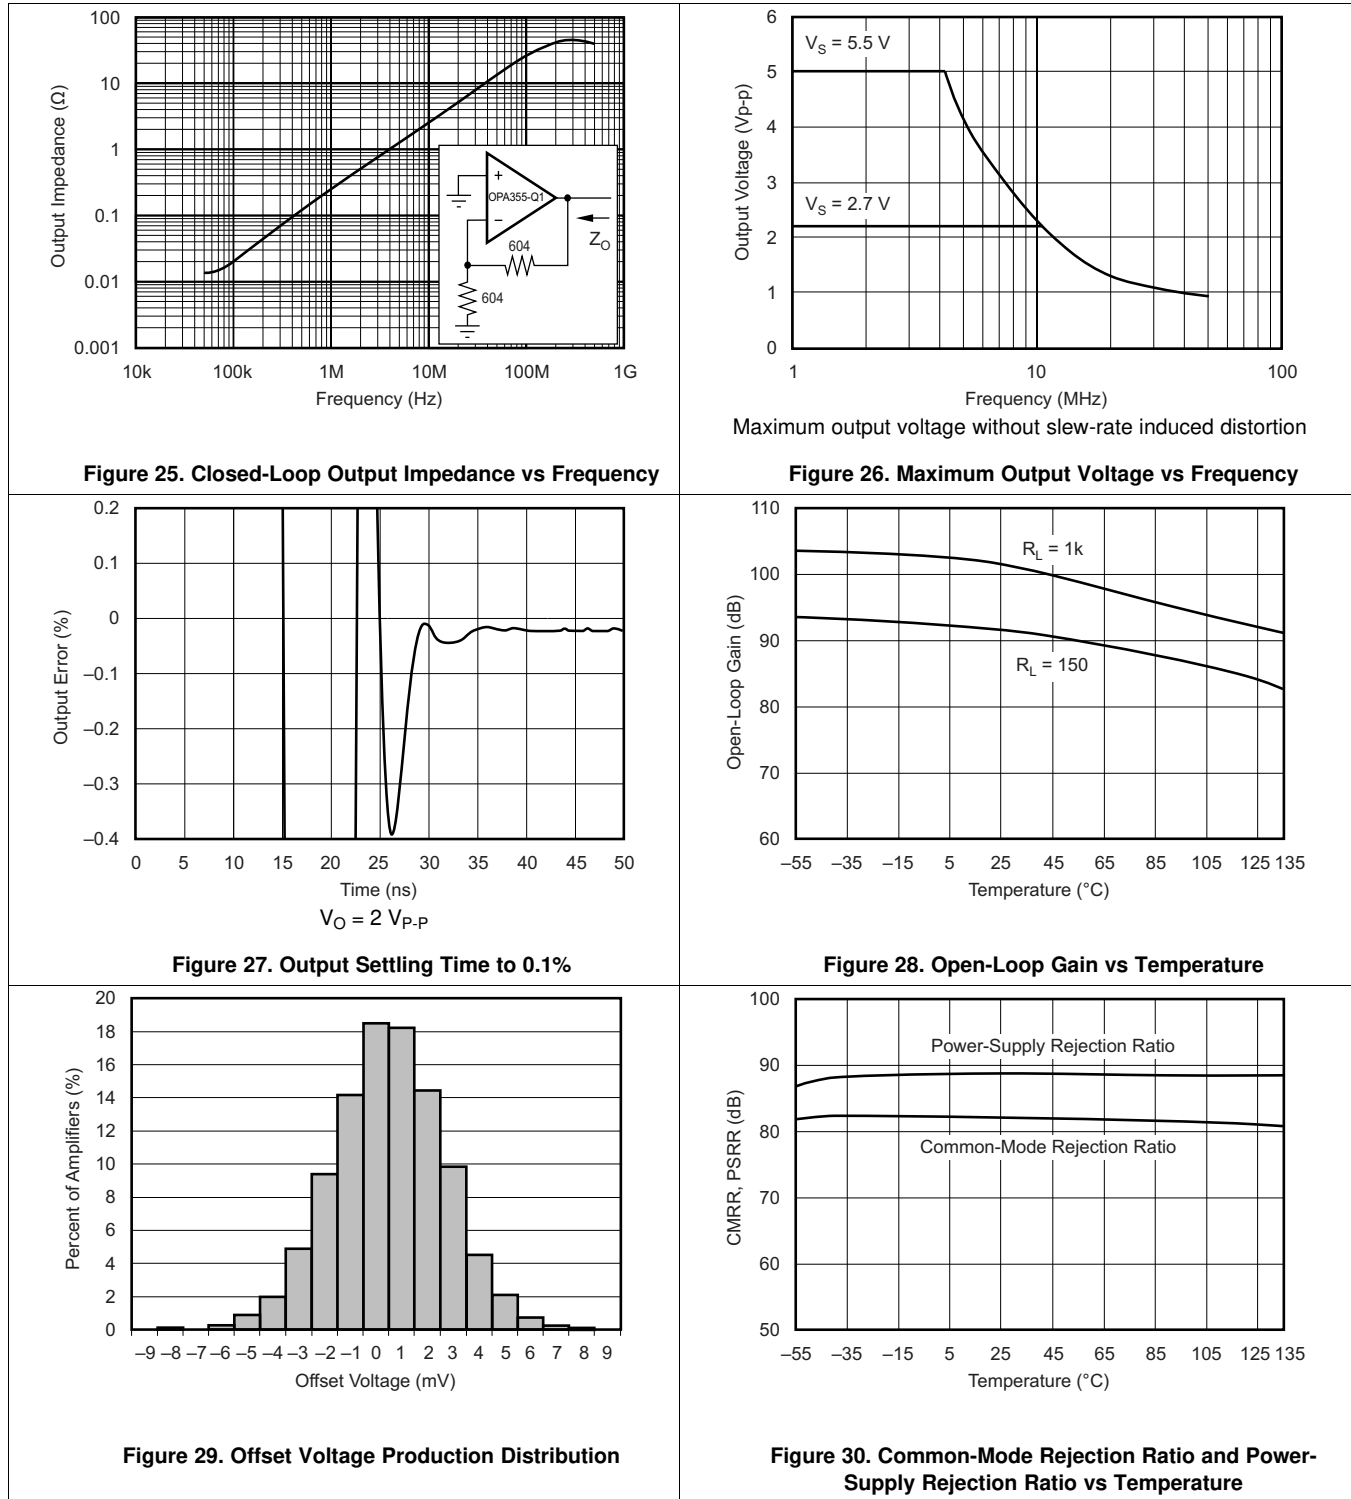 100
10
1
0.1
0.01
0.001
Output Impedance (Ω)
+
OPA355-Q1
–
604
604
ZO
10k 100k 1M 10M 100M 1G
Frequency (Hz)
Figure 25. Closed-Loop Output Impedance vs Frequency
6
5
4
3
2
1
0
Output Voltage (Vp-p)
VS = 5.5 V
VS = 2.7 V
1 10 100
Frequency (MHz)
Maximum output voltage without slew-rate induced distortion
Figure 26. Maximum Output Voltage vs Frequency
0.2
0.1
0
–0.1
–0.2
–0.3
–0.4
Output Error (%)
0 5 10 15 20 25 30 35 40 45 50
Time (ns)
VO = 2 VP-P
Figure 27. Output Settling Time to 0.1%
110
100
90
80
70
60
Open-Loop Gain (dB)
RL = 1k
RL = 150
–55 –35 –15 5 25 45 65 85 105 125 135
Temperature (°C)
Figure 28. Open-Loop Gain vs Temperature
20
18
16
14
12
10
8
6
4
2
0
Percent of Amplifiers (%)
–9 –8 –7 –6 –5 –4 –3 –2 –1 0 1 2 3 4 5 6 7 8 9
Offset Voltage (mV)
Figure 29. Offset Voltage Production Distribution
100
90
80
70
60
50
CMRR, PSRR (dB)
Power-Supply Rejection Ratio
Common-Mode Rejection Ratio
–55 –35 –15 5 25 45 65 85 105 125 135
Temperature (°C)
Figure 30. Common-Mode Rejection Ratio and Power-
Supply Rejection Ratio vs Temperature